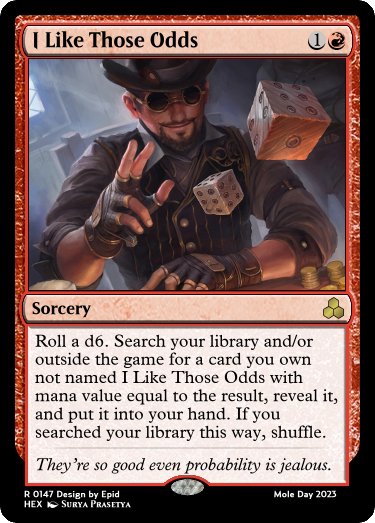 I Like Those Odds 1
Sorcery
Roll a d6. Search your library and/or
outside the game for a card you own
not named I Like Those Odds with
mana value equal to the result, reveal it,
and put it into your hand. If you
searched your library this way, shuffle.
They're so good even probability is jealous.
R 0147 Design by Epid Mole Day 2023
HEX Surya Prasetya